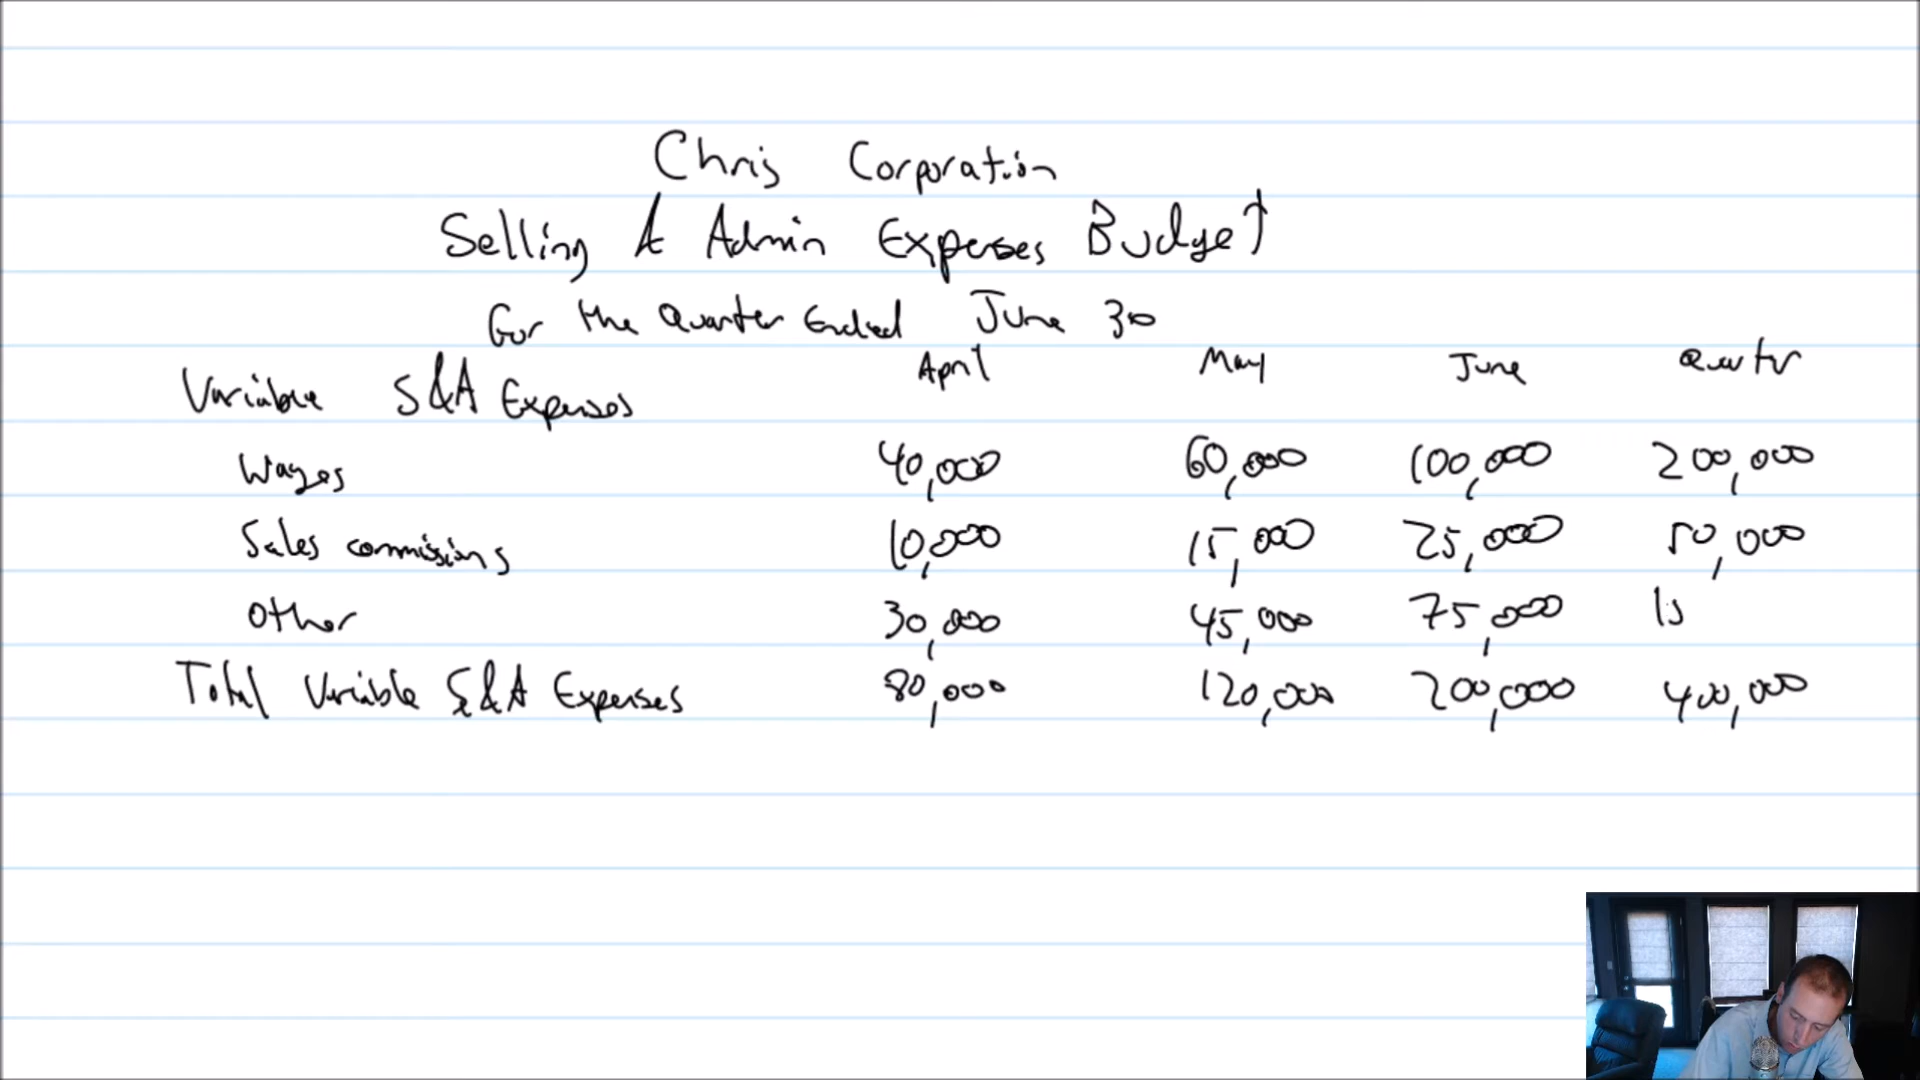 Chris Corporation
Selling & Admin Expenses Budget
For the Quarter Ended June 30
April May June Quarter
Variable S&A Expenses
Wages 40,000 60,000 100,000 200,000
Sales commissions 10,000 15,000 25,000 50,000
Other 30,000 45,000 75,000 15
Total Variable S&A Expenses 80,000 120,000 200,000 400,000